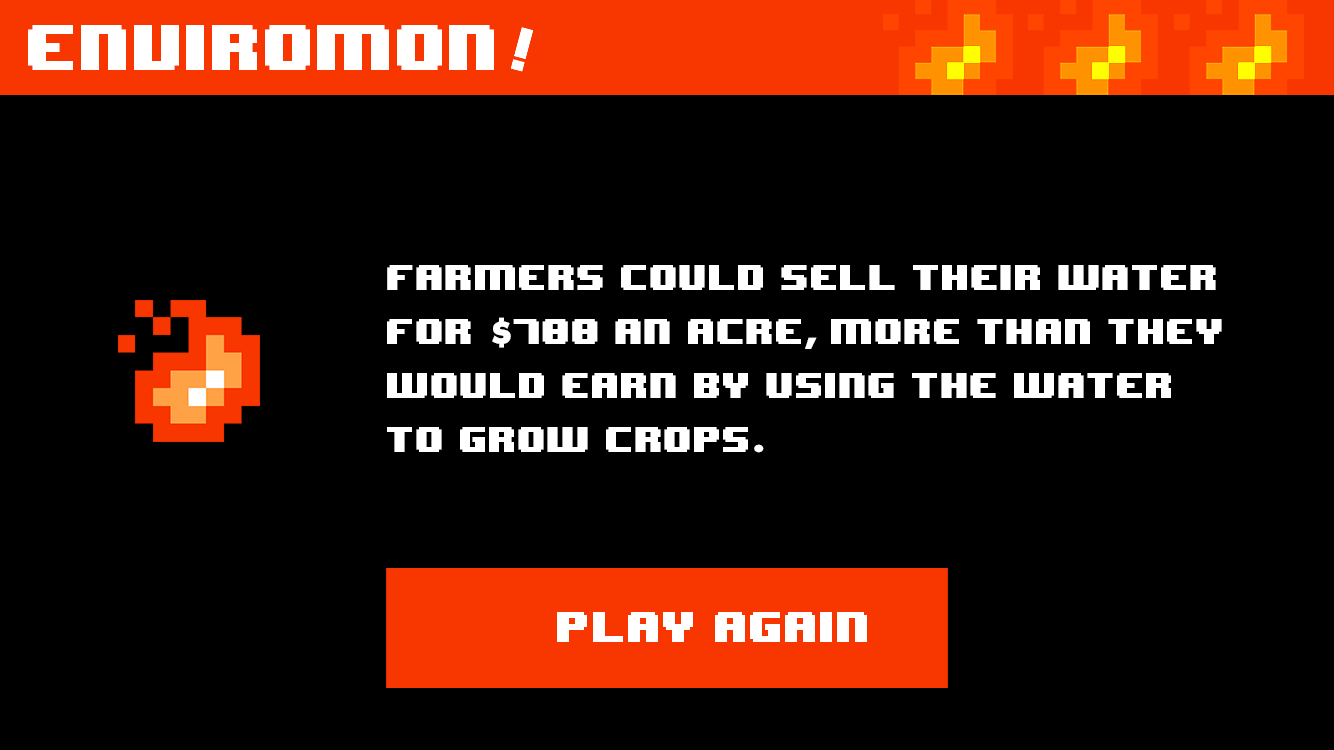 ENVIROMON!
FARMERS COULD SELL THEIR WATER
FOR $700 AN ACRE, MORE THAN THEY
WOULD EARN BY USING THE WATER
TO GROW CROPS.
PLAY AGAIN